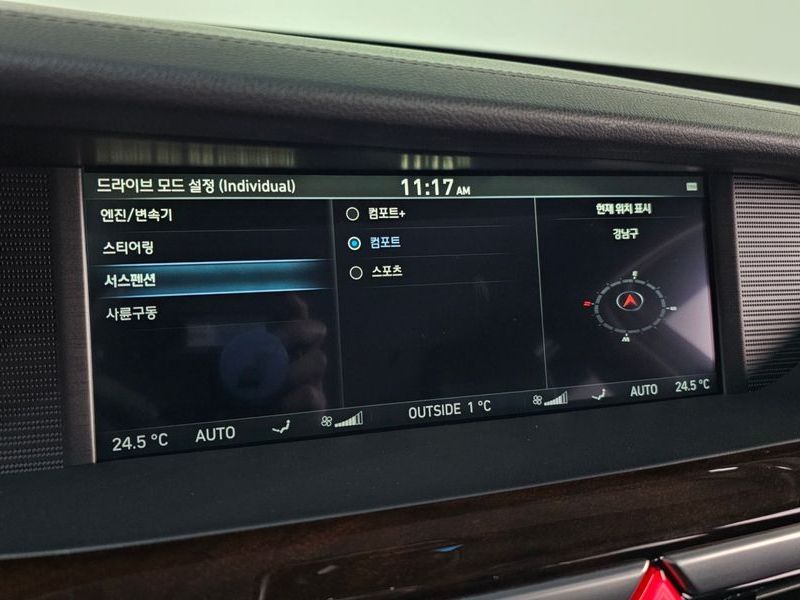 드라이브 모드 설정 (Individual)
11:17 AM
엔진/변속기
스티어링
서스펜션
사륜구동
컴포트+
컴포트
스포츠
현재 위치 표시
강남구
E
W
24.5 °C AUTO
OUTSIDE 1 °C
AUTO 24.5 °C